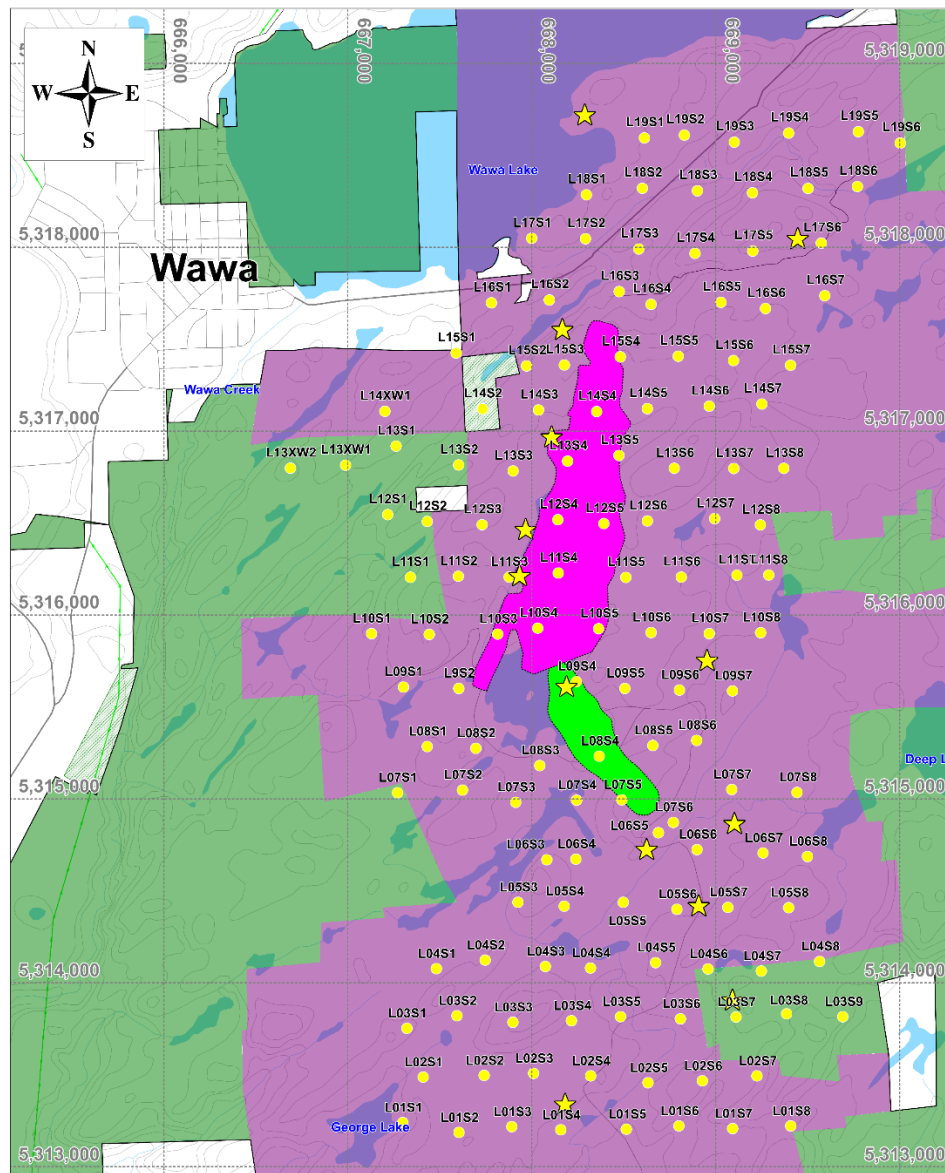 N
W E
S
666,000 667,000 668,000 669,000
5,319,000
L19S1 L19S2 L19S3 L19S4 L19S5 L19S6
Wawa Lake
L18S1 L18S2 L18S3 L18S4 L18S5 L18S6
L17S1 L17S2 L17S3 L17S4 L17S5 L17S6
5,318,000 5,318,000
Wawa
L16S1 L16S2 L16S3 L16S4 L16S5 L16S6 L16S7
L15S1 L15S2 L15S3 L15S4 L15S5 L15S6 L15S7
Wawa Creek
L14XW1 L14S2 L14S3 L14S4 L14S5 L14S6 L14S7
5,317,000 5,317,000
L13XW2 L13XW1 L13S1 L13S2 L13S3 L13S4 L13S5 L13S6 L13S7 L13S8
L12S1 L12S2 L12S3 L12S4 L12S5 L12S6 L12S7 L12S8
L11S1 L11S2 L11S3 L11S4 L11S5 L11S6 L11S8
5,316,000 5,316,000
L10S1 L10S2 L10S3 L10S4 L10S5 L10S6 L10S7 L10S8
L09S1 L9S2 L09S4 L09S5 L09S6 L09S7
L08S1 L08S2 L08S3 L08S4 L08S5 L08S6
Deep L
L07S1 L07S2 L07S3 L07S4 L07S5 L07S6 L07S7 L07S8
5,315,000 5,315,000
L06S3 L06S4 L06S5 L06S6 L06S7 L06S8
L05S3 L05S4 L05S5 L05S6 L05S7 L05S8
L04S1 L04S2 L04S3 L04S4 L04S5 L04S6 L04S7 L04S8
5,314,000 5,314,000
L03S1 L03S2 L03S3 L03S4 L03S5 L03S6 L03S7 L03S8 L03S9
L02S1 L02S2 L02S3 L02S4 L02S5 L02S6 L02S7
L01S1 L01S2 L01S3 L01S4 L01S5 L01S6 L01S7 L01S8
George Lake
5,313,000 5,313,000